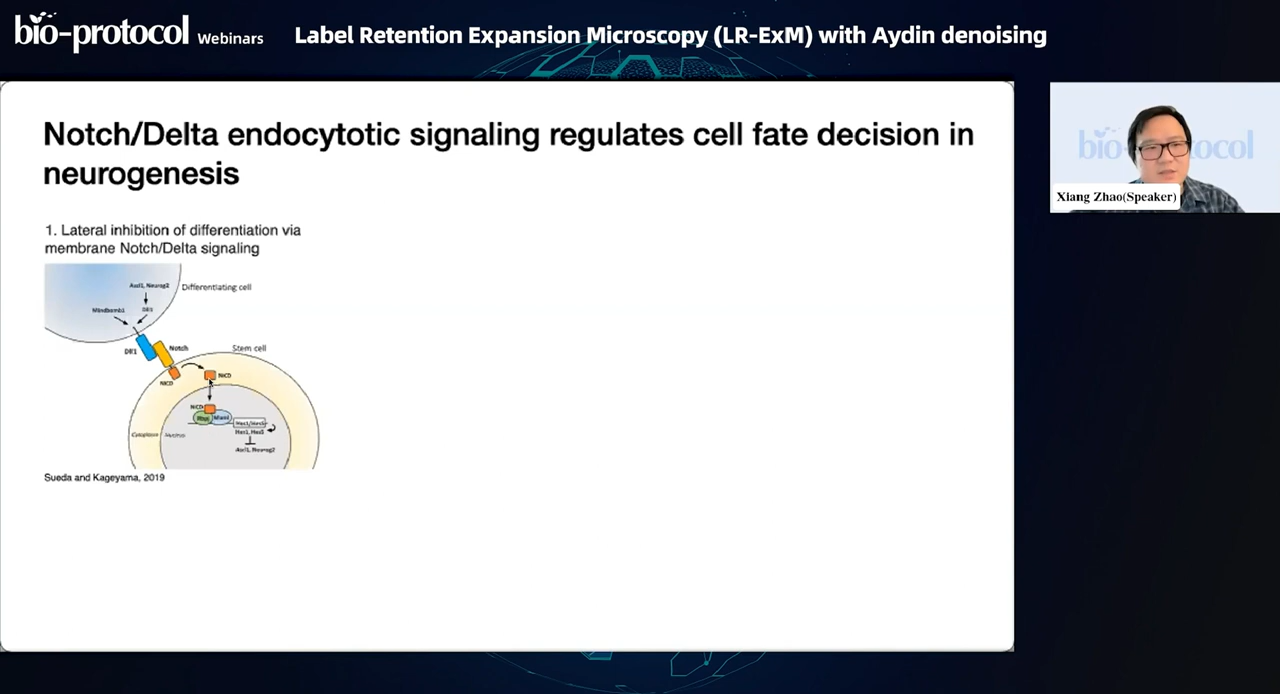 bio-protocol Webinars
Label Retention Expansion Microscopy (LR-ExM) with Aydin denoising
Notch/Delta endocytotic signaling regulates cell fate decision in
neurogenesis
1. Lateral inhibition of differentiation via
membrane Notch/Delta signaling
Ascl1, Neurog2
Differentiating cell
Mindbomb1
Dll1
Dll1
Notch
Stem cell
NICD
NICD
NICD
Cytoplasm
Nucleus
Hes1, Hes5
Ascl1, Neurog2
Sueda and Kageyama, 2019
Xiang Zhao(Speaker)